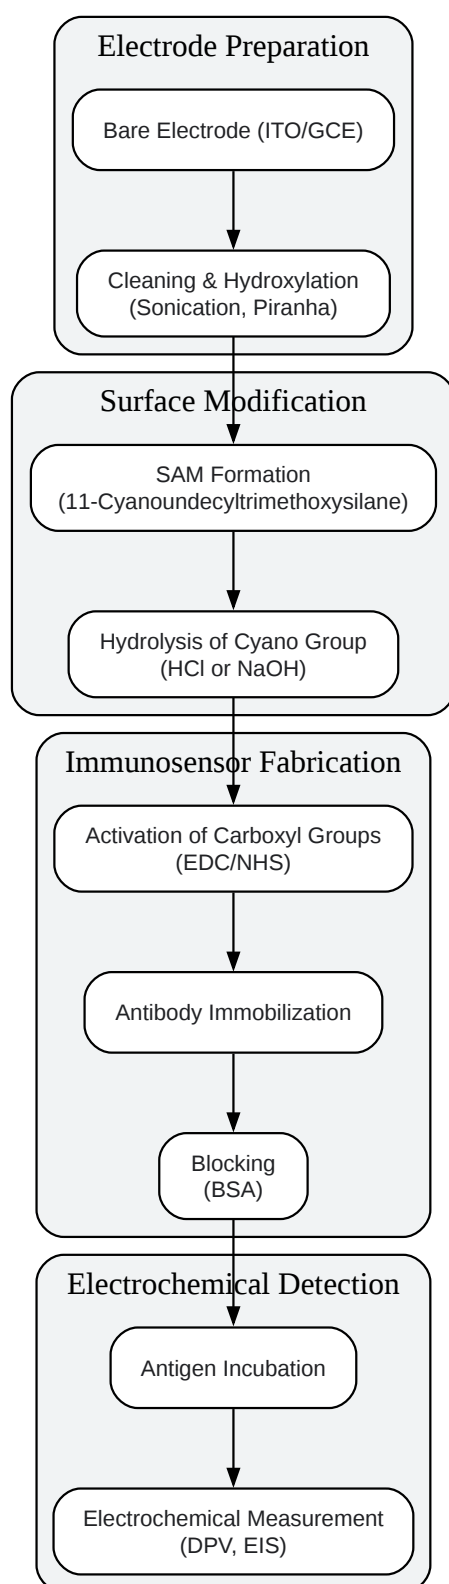 Electrode Preparation
Bare Electrode (ITO/GCE)
Cleaning & Hydroxylation
(Sonication, Piranha)
Surface Modification
SAM Formation
(11-Cyanoundecyltrimethoxysilane)
Hydrolysis of Cyano Group
(HCl or NaOH)
Immunosensor Fabrication
Activation of Carboxyl Groups
(EDC/NHS)
Antibody Immobilization
Blocking
(BSA)
Electrochemical Detection
Antigen Incubation
Electrochemical Measurement
(DPV, EIS)